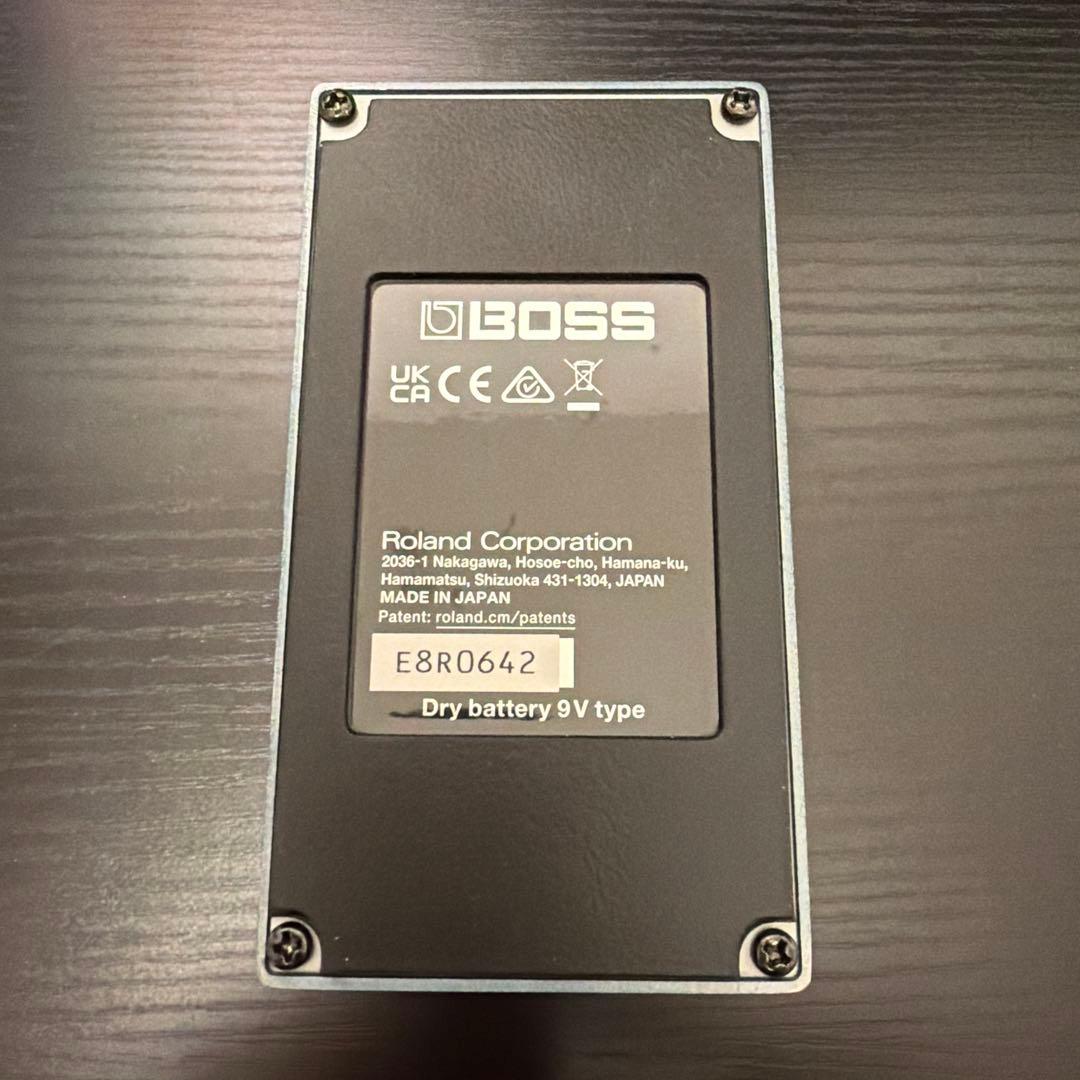 BOSS
UK
CA CE
Roland Corporation
2036-1 Nakagawa, Hosoe-cho, Hamana-ku,
Hamamatsu, Shizuoka 431-1304, JAPAN
MADE IN JAPAN
Patent: roland.cm/patents
E8R0642
Dry battery 9V type